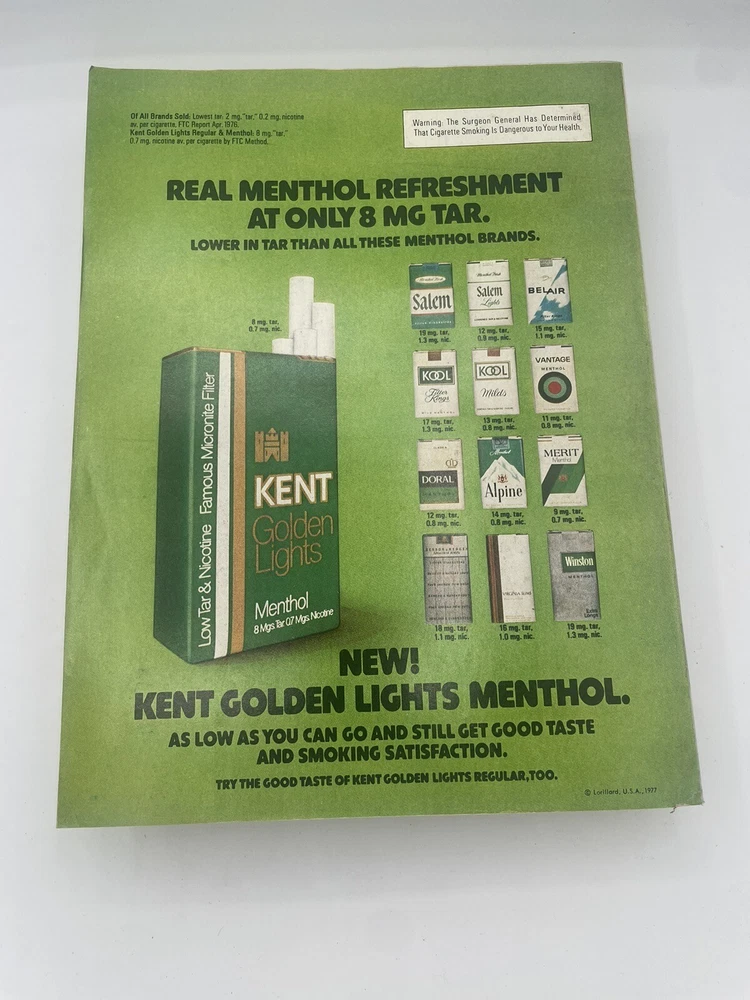 Of All Brands Sold: Lowest tar: 2 mg. "tar," 0.2 mg. nicotine
av. per cigarette, FTC Report Apr. 1976.
Kent Golden Lights Regular & Menthol: 8 mg. "tar,"
0.7 mg. nicotine av. per cigarette by FTC Method.
Warning: The Surgeon General Has Determined
That Cigarette Smoking Is Dangerous to Your Health.
REAL MENTHOL REFRESHMENT
AT ONLY 8 MG TAR.
LOWER IN TAR THAN ALL THESE MENTHOL BRANDS.
8 mg. tar,
0.7 mg. nic.
Low Tar & Nicotine Famous Micronite Filter
KENT
Golden
Lights
Menthol
8 Mgs. Tar 0.7 Mgs. Nicotine
Salem
19 mg. tar,
1.3 mg. nic.
Salem
Lights
12 mg. tar,
0.9 mg. nic.
BELAIR
15 mg. tar,
1.1 mg. nic.
KOOL
Filter
Kings
17 mg. tar,
1.3 mg. nic.
KOOL
Milds
13 mg. tar,
0.8 mg. nic.
VANTAGE
MENTHOL
11 mg. tar,
0.8 mg. nic.
DORAL
12 mg. tar,
0.8 mg. nic.
Menthol
Alpine
14 mg. tar,
0.8 mg. nic.
MERIT
Menthol
9 mg. tar,
0.7 mg. nic.
18 mg. tar,
1.1 mg. nic.
VIRGINIA SLIMS
16 mg. tar,
1.0 mg. nic.
Winston
MENTHOL
Extra
Longs
19 mg. tar,
1.3 mg. nic.
NEW!
KENT GOLDEN LIGHTS MENTHOL.
AS LOW AS YOU CAN GO AND STILL GET GOOD TASTE
AND SMOKING SATISFACTION.
TRY THE GOOD TASTE OF KENT GOLDEN LIGHTS REGULAR, TOO.
© Lorillard, U.S.A., 1977